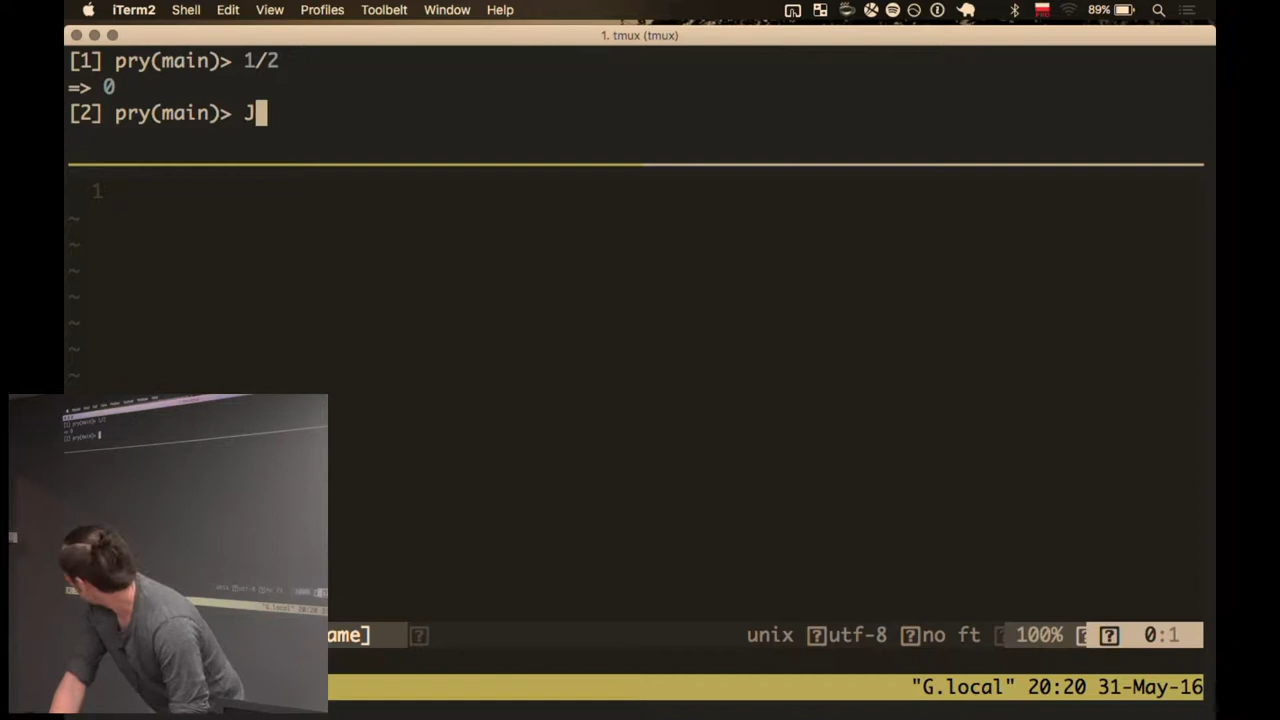 iTerm2 Shell Edit View Profiles Toolbelt Window Help 89%
1. tmux (tmux)
[1] pry(main)> 1/2
=> 0
[2] pry(main)> J
1
~
~
~
~
~
~
~
ame] unix utf-8 no ft 100% 0:1
"G.local" 20:20 31-May-16